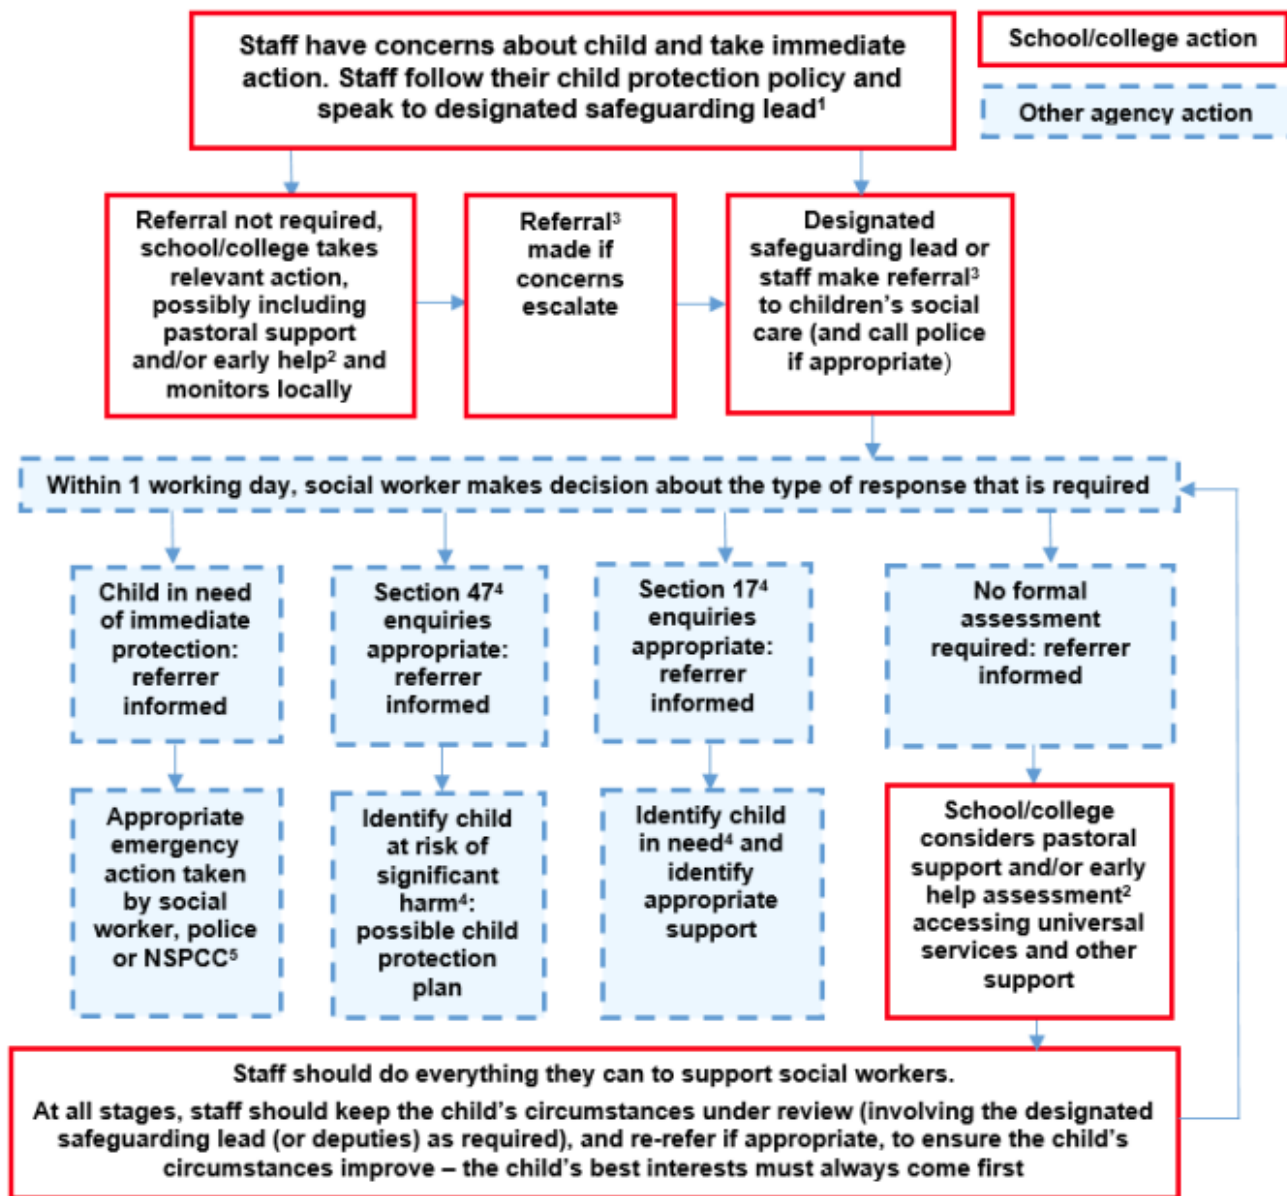 Staff have concerns about child and take immediate
action. Staff follow their child protection policy and
speak to designated safeguarding lead¹
School/college action
Other agency action
Referral not required,
school/college takes
relevant action,
possibly including
pastoral support
and/or early help² and
monitors locally
Referral³
made if
concerns
escalate
Designated
safeguarding lead or
staff make referral³
to children's social
care (and call police
if appropriate)
Within 1 working day, social worker makes decision about the type of response that is required
Child in need
of immediate
protection:
referrer
informed
Section 47⁴
enquiries
appropriate:
referrer
informed
Section 17⁴
enquiries
appropriate:
referrer
informed
No formal
assessment
required: referrer
informed
Appropriate
emergency
action taken
by social
worker, police
or NSPCC⁵
Identify child
at risk of
significant
harm⁴:
possible child
protection
plan
Identify child
in need⁴ and
identify
appropriate
support
School/college
considers pastoral
support and/or early
help assessment²
accessing universal
services and other
support
Staff should do everything they can to support social workers.
At all stages, staff should keep the child's circumstances under review (involving the designated
safeguarding lead (or deputies) as required), and re-refer if appropriate, to ensure the child's
circumstances improve – the child's best interests must always come first